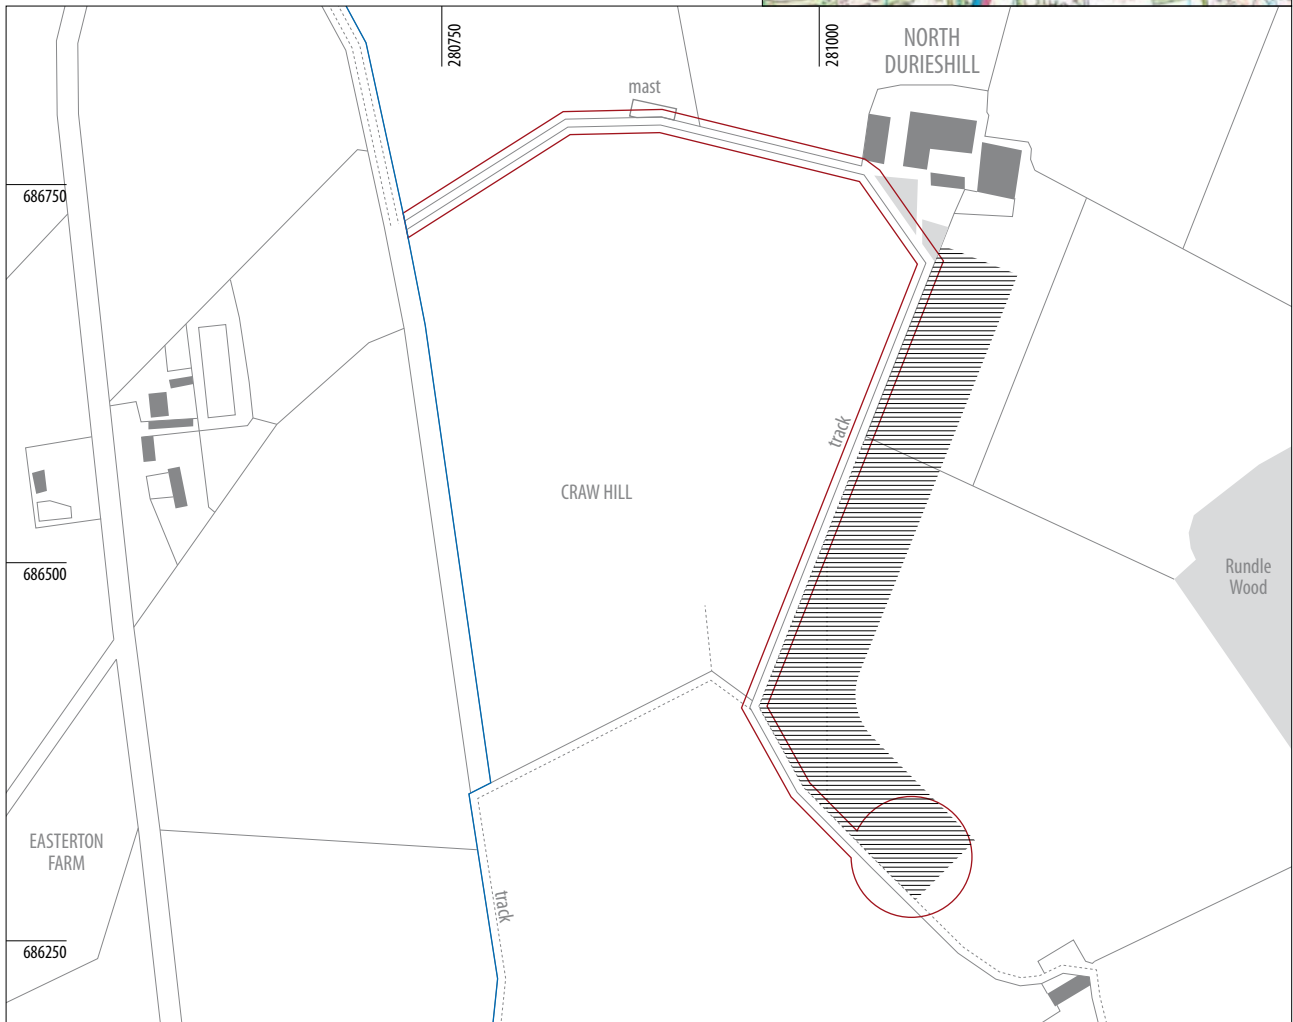 280750
281000
NORTH
DURIESHILL
mast
686750
track
CRAW HILL
686500
Rundle
Wood
EASTERTON
FARM
track
686250